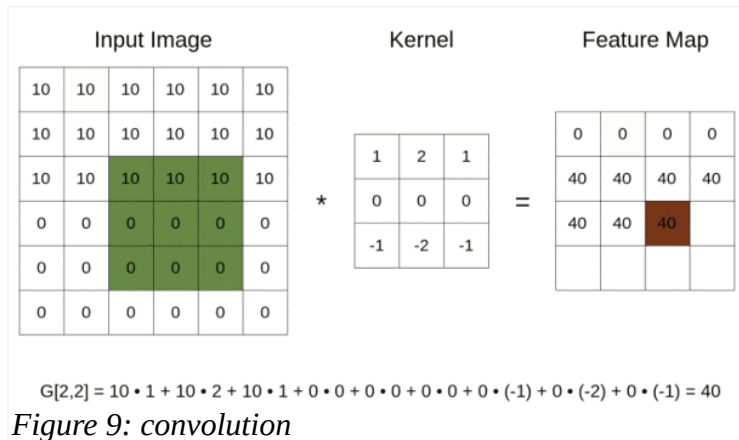 Input Image Kernel Feature Map
10 10 10 10 10 10
10 10 10 10 10 10 0 0 0 0
10 10 10 10 10 10 1 2 1 40 40 40 40
0 0 0 0 0 0 * 0 0 0 = 40 40 40
0 0 0 0 0 0 -1 -2 -1
0 0 0 0 0 0
G[2,2] = 10 • 1 + 10 • 2 + 10 • 1 + 0 • 0 + 0 • 0 + 0 • 0 + 0 • (-1) + 0 • (-2) + 0 • (-1) = 40
Figure 9: convolution